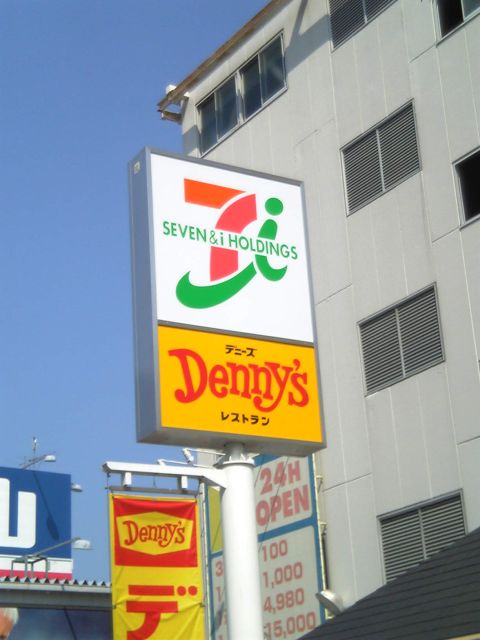 7i
SEVEN & i HOLDINGS
デニーズ
Denny's
レストラン
24H
OPEN
Denny's
デ
100
1,000
4,980
15,000